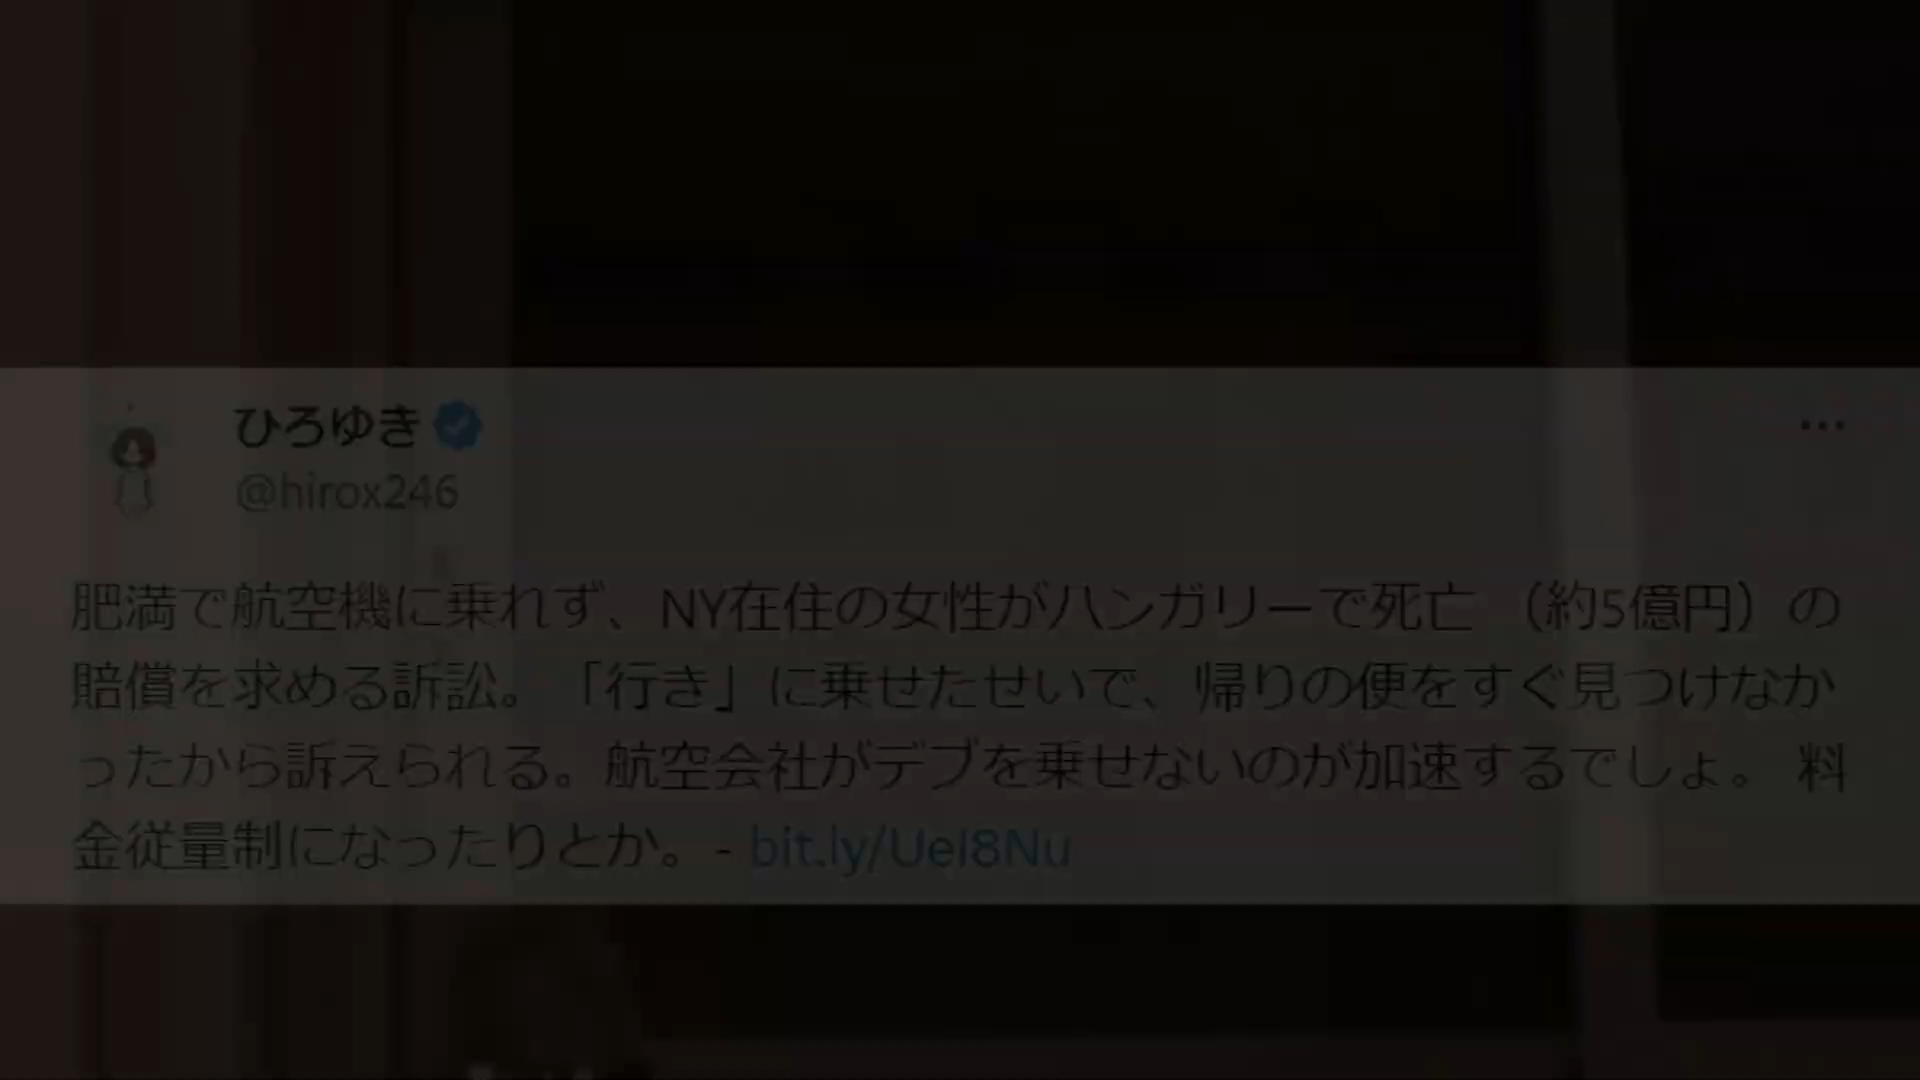 ひろゆき
@hirox246
肥満で航空機に乗れず、NY在住の女性がハンガリーで死亡 （約5億円）の
賠償を求める訴訟。 「行き」に乗せたせいで、帰りの便をすぐ見つけなか
ったから訴えられる。航空会社がデブを乗せないのが加速するでしょ。 料
金従量制になったりとか。- bit.ly/Uel8Nu